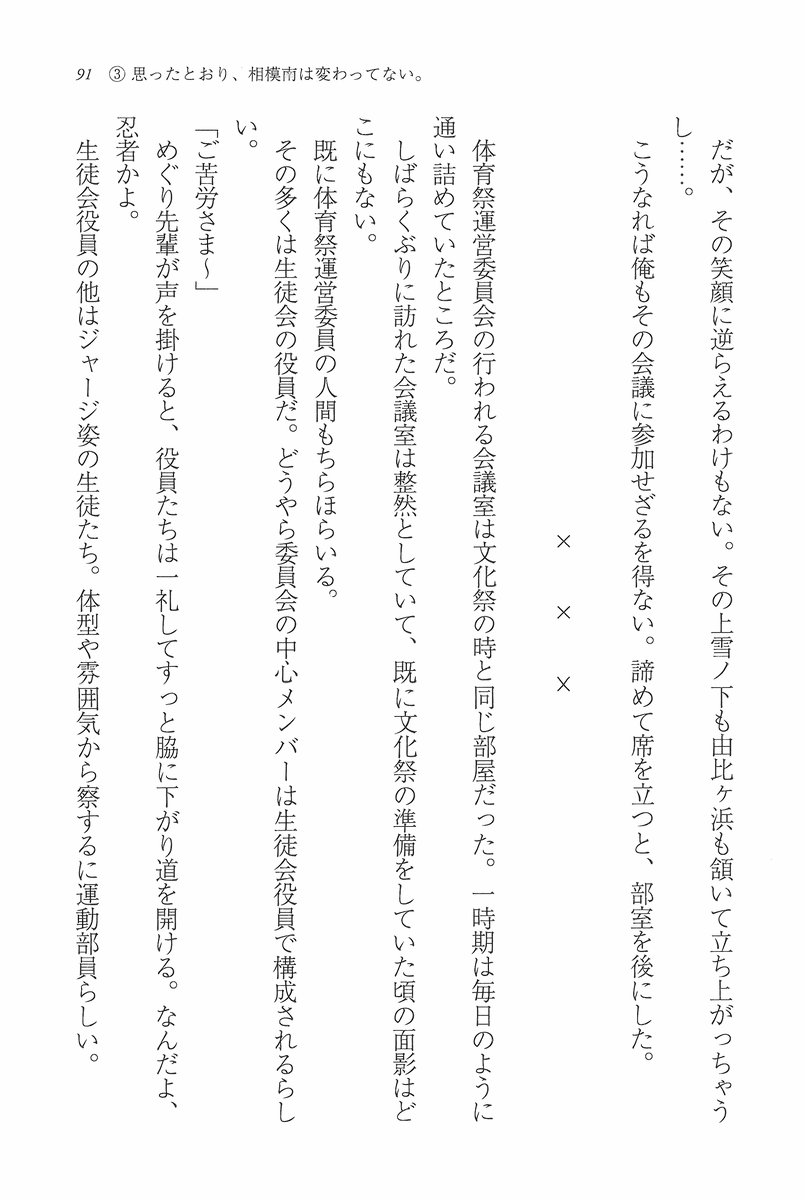 91　③思ったとおり、相模南は変わってない。
だが、その笑顔に逆らえるわけもない。その上雪ノ下も由比ヶ浜も頷いて立ち上がっちゃう
し……。
こうなれば俺もその会議に参加せざるを得ない。諦めて席を立つと、部室を後にした。
×　×　×
体育祭運営委員会の行われる会議室は文化祭の時と同じ部屋だった。一時期は毎日のように
通い詰めていたところだ。
しばらくぶりに訪れた会議室は整然としていて、既に文化祭の準備をしていた頃の面影はど
こにもない。
既に体育祭運営委員の人間もちらほらいる。
その多くは生徒会の役員だ。どうやら委員会の中心メンバーは生徒会役員で構成されるらし
い。
「ご苦労さま～」
めぐり先輩が声を掛けると、役員たちは一礼してすっと脇に下がり道を開ける。なんだよ、
忍者かよ。
生徒会役員の他はジャージ姿の生徒たち。体型や雰囲気から察するに運動部員らしい。